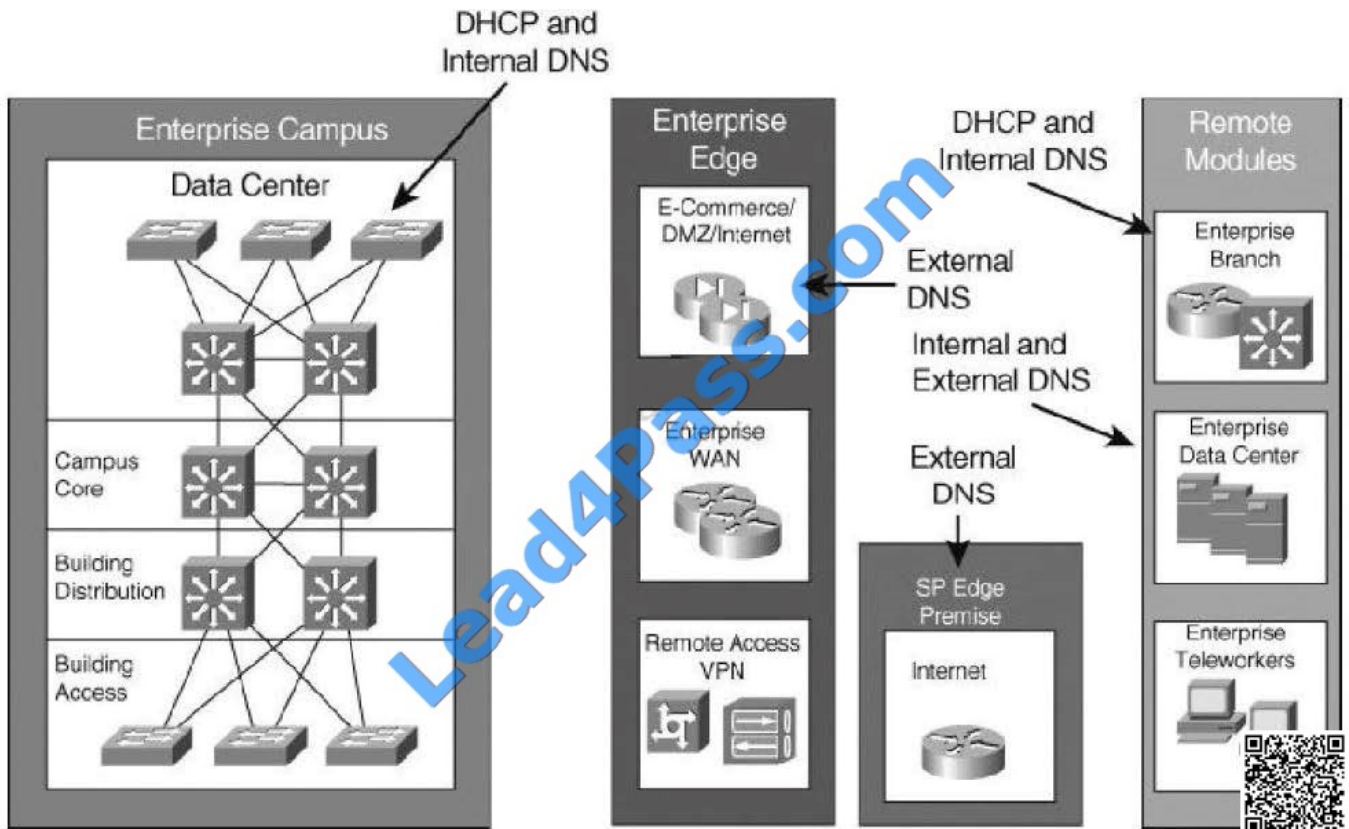 DHCP and
Internal DNS
Enterprise Campus
Data Center
Campus
Core
Building
Distribution
Building
Access
Enterprise
Edge
E-Commerce/
DMZ/Internet
Enterprise
WAN
Remote Access
VPN
External
DNS
Internal and
External DNS
External
DNS
SP Edge
Premise
Internet
DHCP and
Internal DNS
Remote
Modules
Enterprise
Branch
Enterprise
Data Center
Enterprise
Teleworkers
Lead4Pass.com